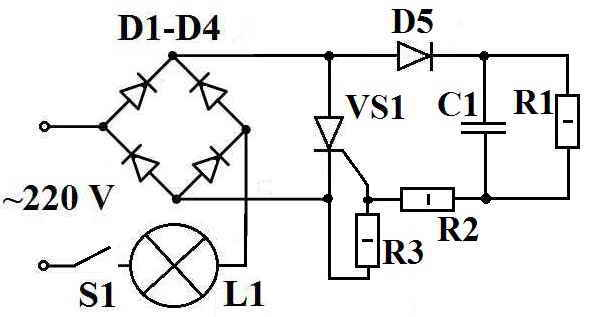 D1-D4
D5
VS1
C1
R1
~220 V
R2
R3
S1
L1